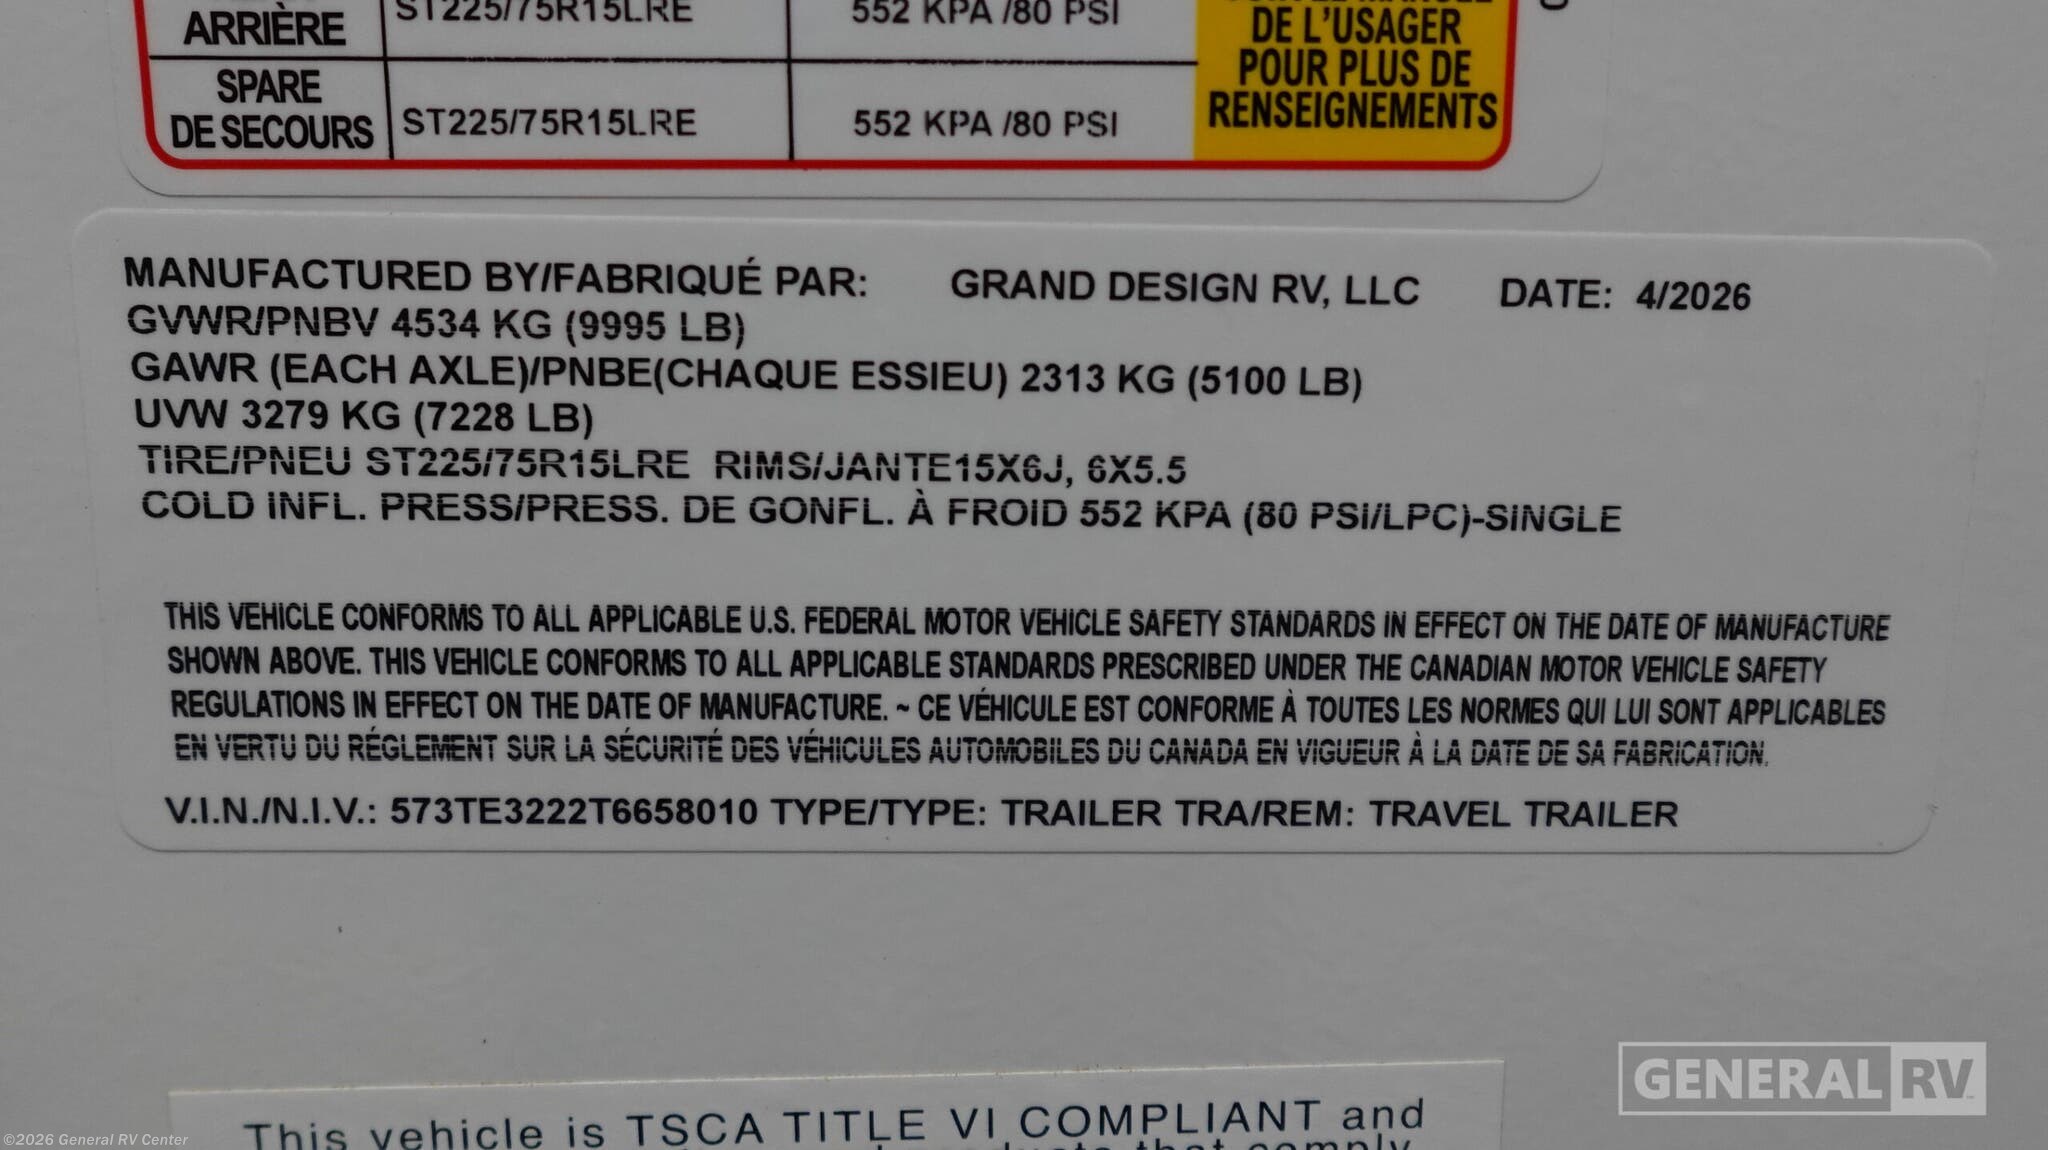 ARRIÈRE
ST225/75R15LRE
552 KPA /80 PSI
DE L'USAGER
POUR PLUS DE
RENSEIGNEMENTS
SPARE
DE SECOURS
ST225/75R15LRE
552 KPA /80 PSI
MANUFACTURED BY/FABRIQUÉ PAR: GRAND DESIGN RV, LLC DATE: 4/2026
GVWR/PNBV 4534 KG (9995 LB)
GAWR (EACH AXLE)/PNBE(CHAQUE ESSIEU) 2313 KG (5100 LB)
UVW 3279 KG (7228 LB)
TIRE/PNEU ST225/75R15LRE RIMS/JANTE15X6J, 6X5.5
COLD INFL. PRESS/PRESS. DE GONFL. À FROID 552 KPA (80 PSI/LPC)-SINGLE
THIS VEHICLE CONFORMS TO ALL APPLICABLE U.S. FEDERAL MOTOR VEHICLE SAFETY STANDARDS IN EFFECT ON THE DATE OF MANUFACTURE
SHOWN ABOVE. THIS VEHICLE CONFORMS TO ALL APPLICABLE STANDARDS PRESCRIBED UNDER THE CANADIAN MOTOR VEHICLE SAFETY
REGULATIONS IN EFFECT ON THE DATE OF MANUFACTURE. ~ CE VÉHICULE EST CONFORME À TOUTES LES NORMES QUI LUI SONT APPLICABLES
EN VERTU DU RÉGLEMENT SUR LA SÉCURITÉ DES VÉHICULES AUTOMOBILES DU CANADA EN VIGUEUR À LA DATE DE SA FABRICATION.
V.I.N./N.I.V.: 573TE3222T6658010 TYPE/TYPE: TRAILER TRA/REM: TRAVEL TRAILER
This vehicle is TSCA TITLE VI COMPLIANT and
products that comply
GENERAL RV
©2026 General RV Center